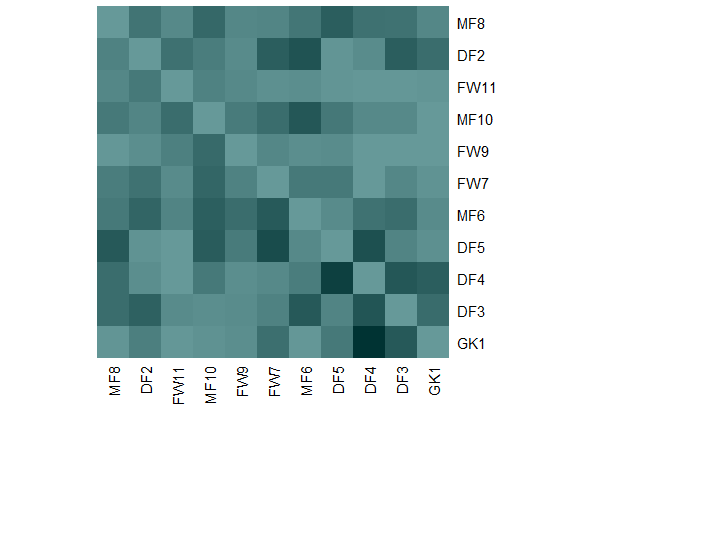 MF8
DF2
FW11
MF10
FW9
FW7
MF6
DF5
DF4
DF3
GK1
MF8
DF2
FW11
MF10
FW9
FW7
MF6
DF5
DF4
DF3
GK1